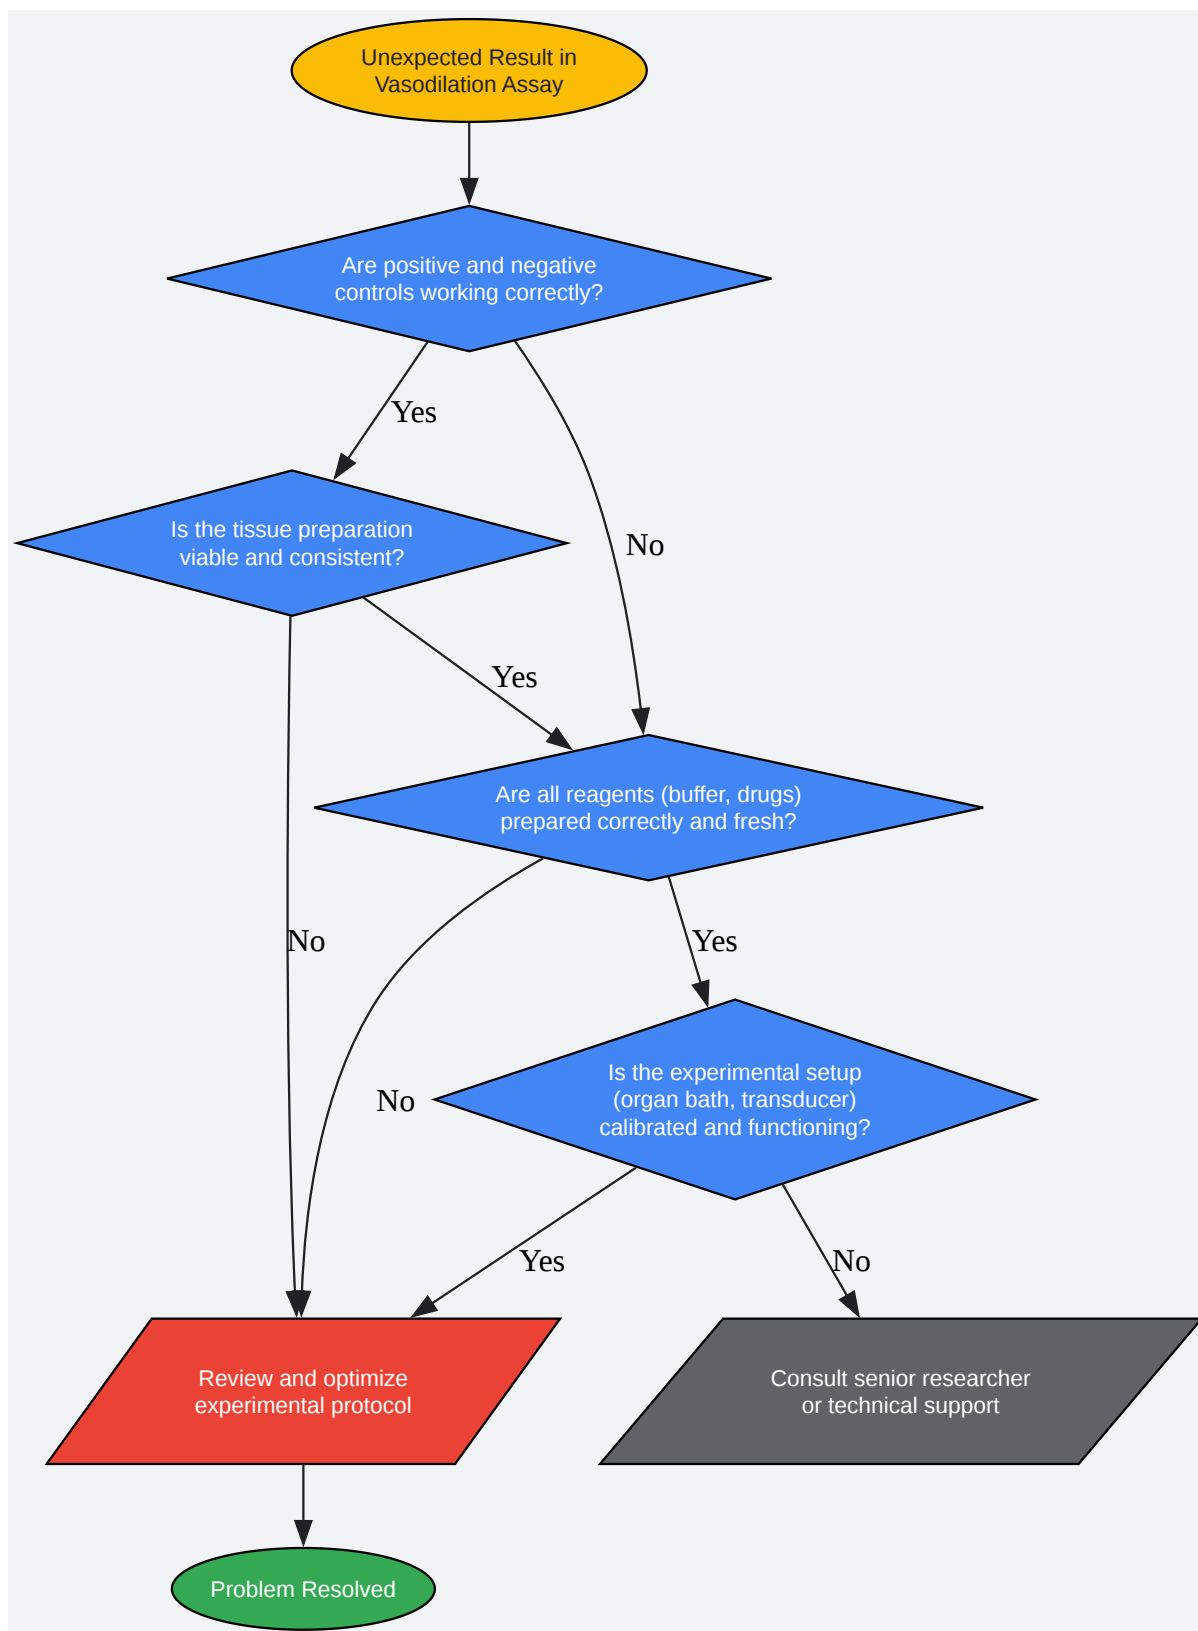 Unexpected Result in
Vasodilation Assay
Are positive and negative
controls working correctly?
Yes
Is the tissue preparation
viable and consistent?
No
Yes
Are all reagents (buffer, drugs)
prepared correctly and fresh?
No
Yes
Is the experimental setup
(organ bath, transducer)
calibrated and functioning?
No
Yes
No
Review and optimize
experimental protocol
Consult senior researcher
or technical support
Problem Resolved